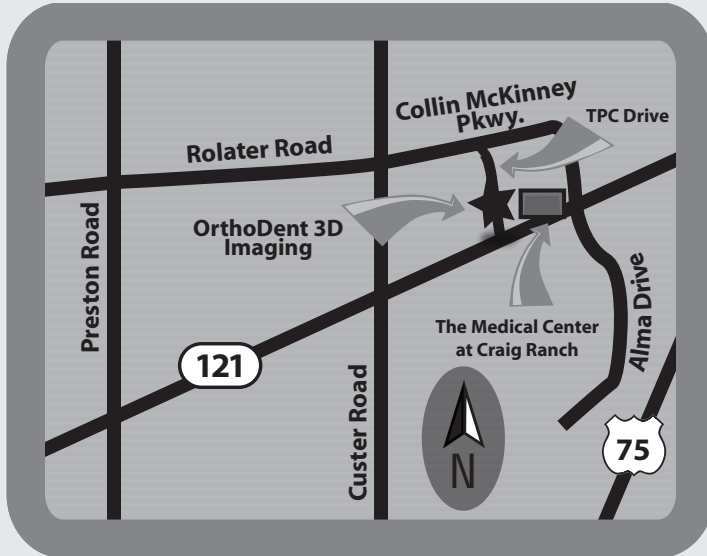 Collin McKinney
Pkwy.
TPC Drive
Rolater Road
OrthoDent 3D
Imaging
Preston Road
Alma Drive
The Medical Center
at Craig Ranch
121
Custer Road
75
N